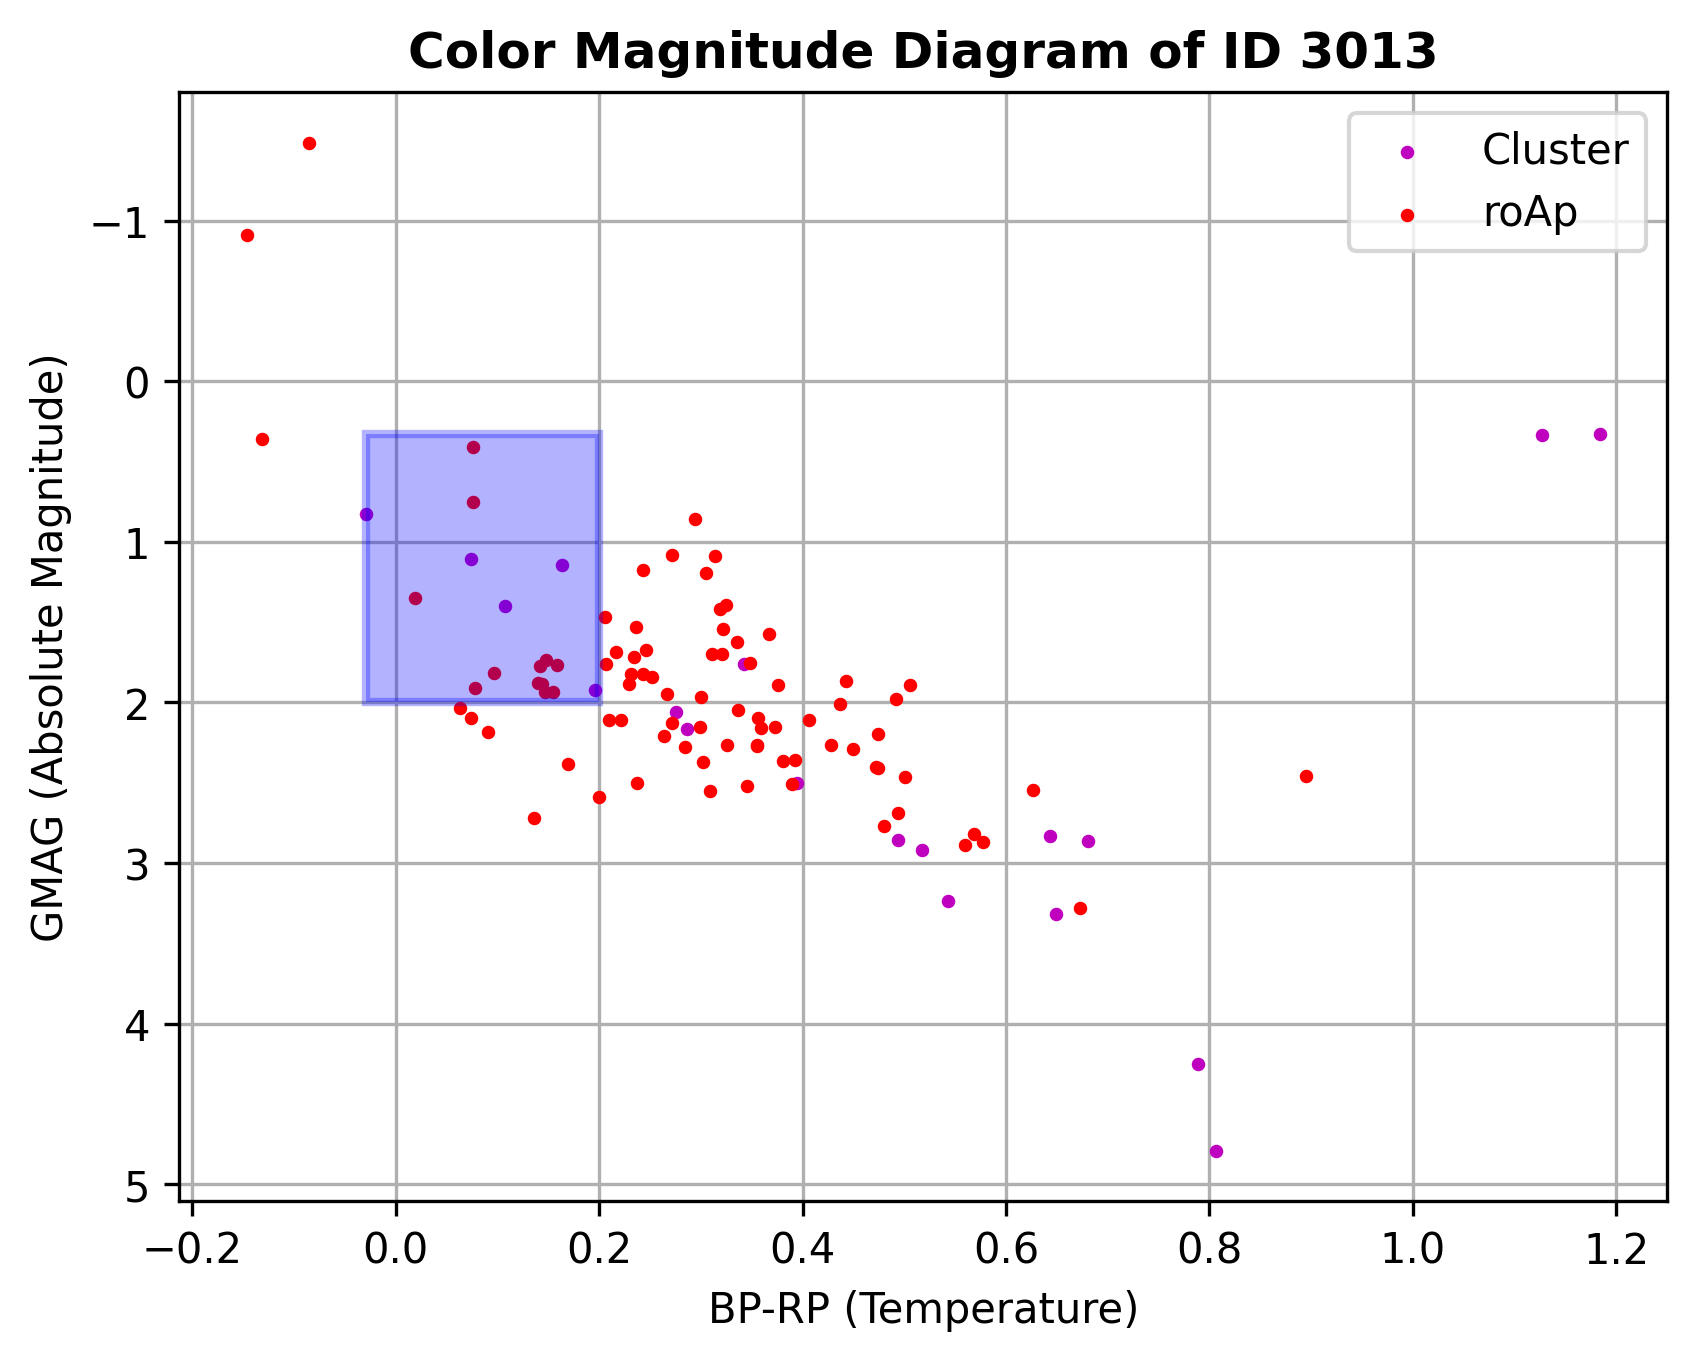 Color Magnitude Diagram of ID 3013
Cluster
roAp
GMAG (Absolute Magnitude)
−1
0
1
2
3
4
5
−0.2 0.0 0.2 0.4 0.6 0.8 1.0 1.2
BP-RP (Temperature)